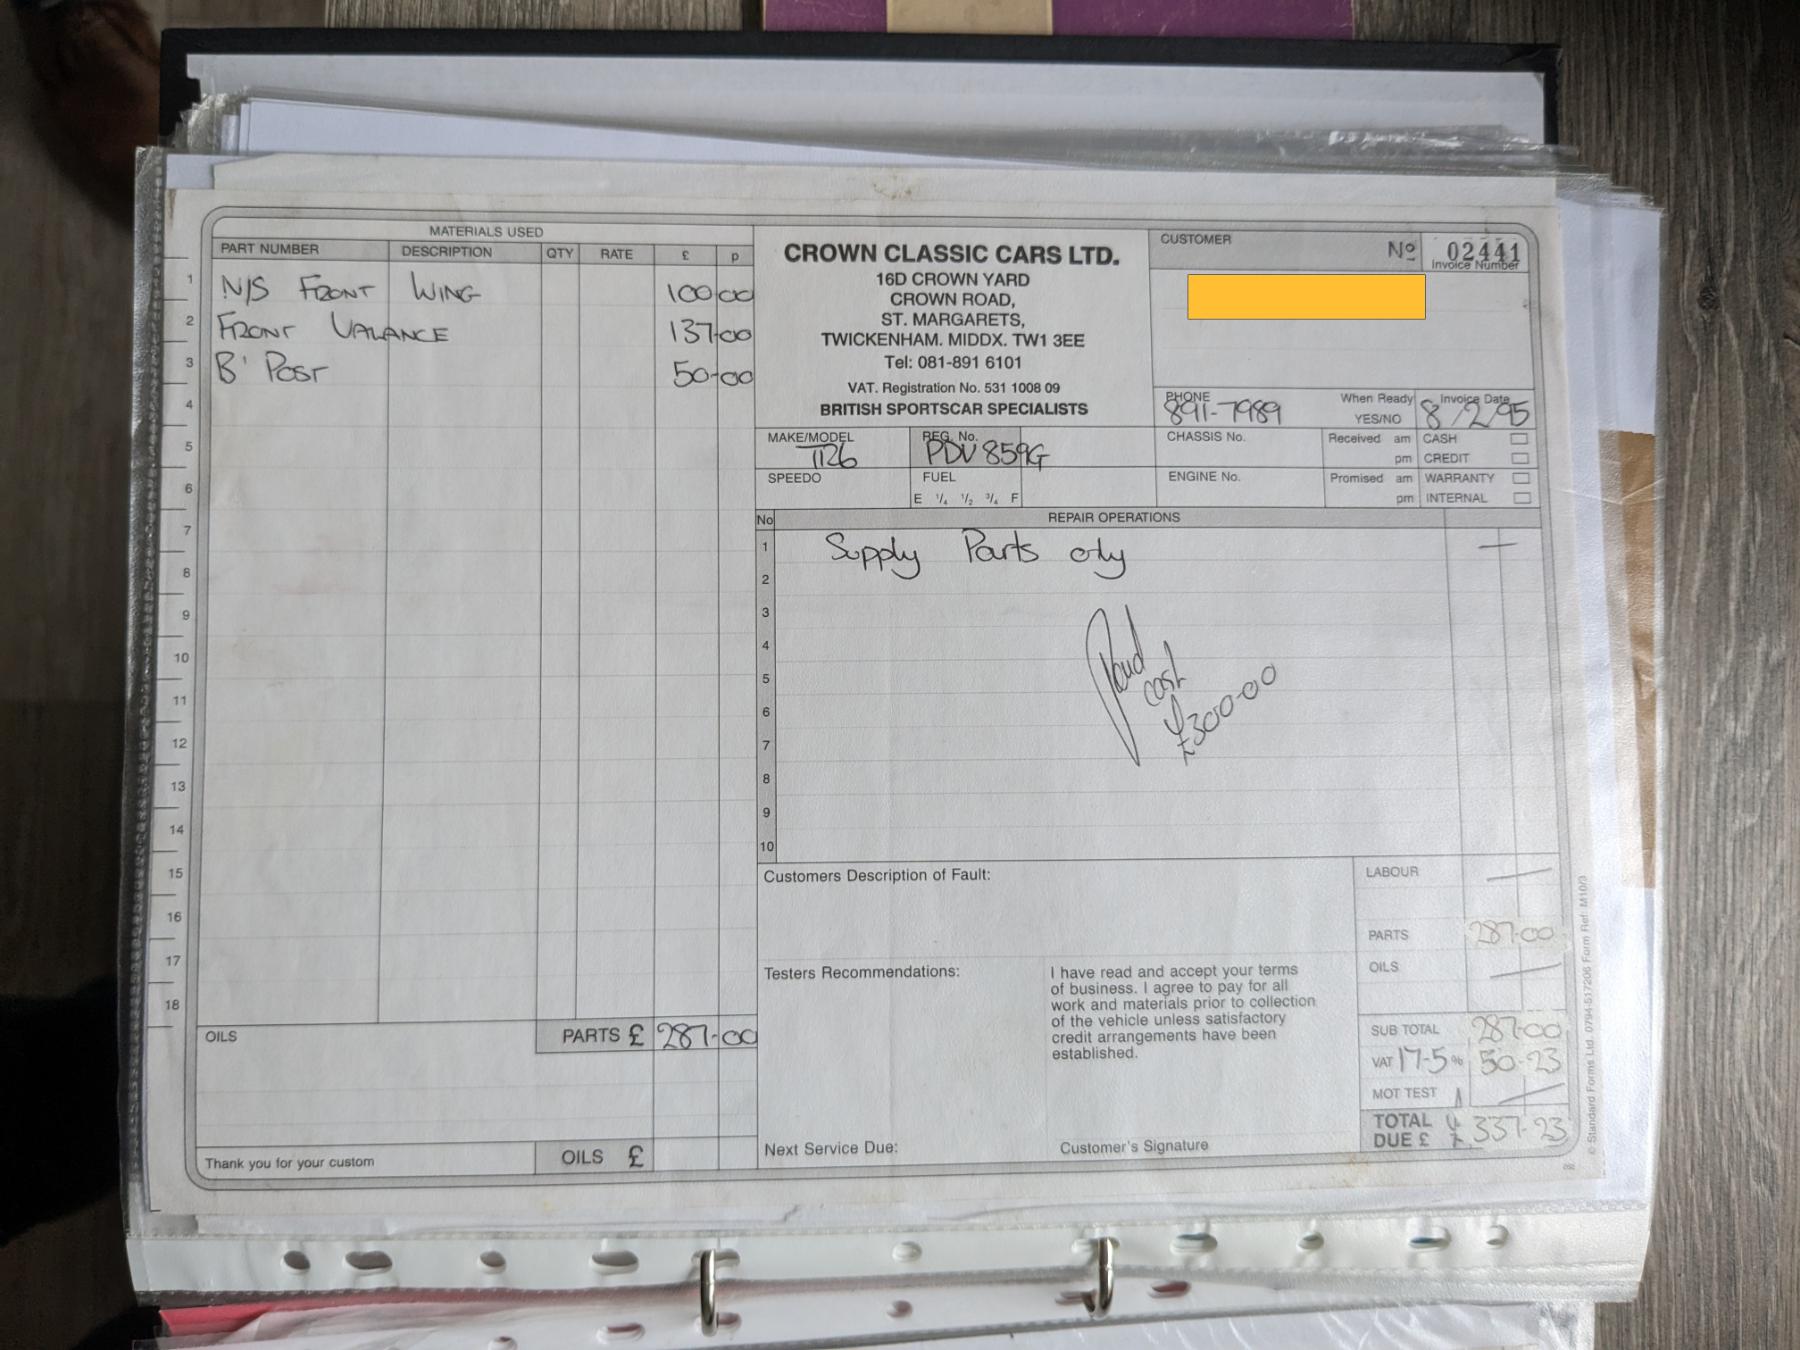 MATERIALS USED
PART NUMBER DESCRIPTION QTY RATE £ p
1 N/S FRONT WING 100-00
2 FRONT VALANCE 137-00
3 B' POST 50-00
4
5
6
7
8
9
10
11
12
13
14
15
16
17
18
OILS PARTS £ 287-00
Thank you for your custom OILS £
CROWN CLASSIC CARS LTD.
16D CROWN YARD
CROWN ROAD,
ST. MARGARETS,
TWICKENHAM. MIDDX. TW1 3EE
Tel: 081-891 6101
VAT. Registration No. 531 1008 09
BRITISH SPORTSCAR SPECIALISTS
CUSTOMER Nº 02441
Invoice Number
PHONE When Ready Invoice Date
891-7989 YES/NO 8/2/95
MAKE/MODEL REG. No. CHASSIS No. Received am CASH
TR6 PDU 859G pm CREDIT
SPEEDO FUEL ENGINE No. Promised am WARRANTY
E 1/4 1/2 3/4 F pm INTERNAL
No REPAIR OPERATIONS
1 Supply Parts only —
2
3
4
5
6
7
8
9
10
Paid
cash
£300-00
Customers Description of Fault:
Testers Recommendations:
I have read and accept your terms
of business. I agree to pay for all
work and materials prior to collection
of the vehicle unless satisfactory
credit arrangements have been
established.
Next Service Due: Customer's Signature
LABOUR —
PARTS 287-00
OILS —
SUB TOTAL 287-00
VAT 17-5 % 50-23
MOT TEST —
TOTAL
DUE £ £337-23
© Standard Forms Ltd. 0794-517206 Form Ref: M10/3